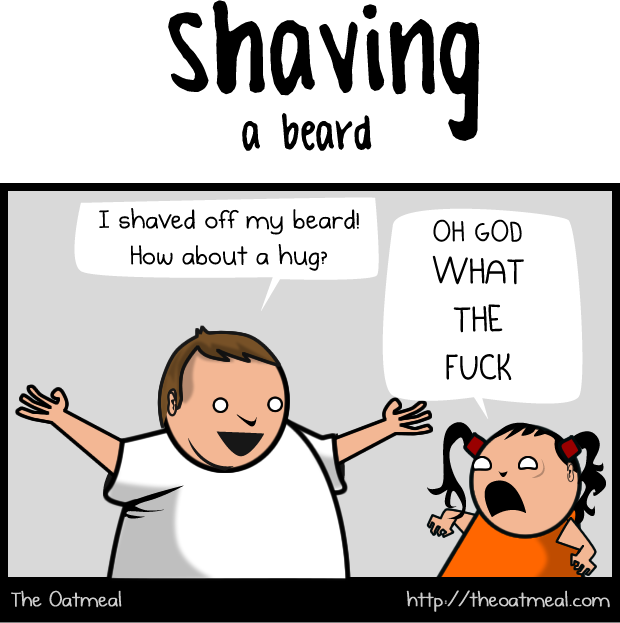 shaving
a beard
I shaved off my beard!
How about a hug?
OH GOD
WHAT
THE
FUCK
The Oatmeal
http://theoatmeal.com